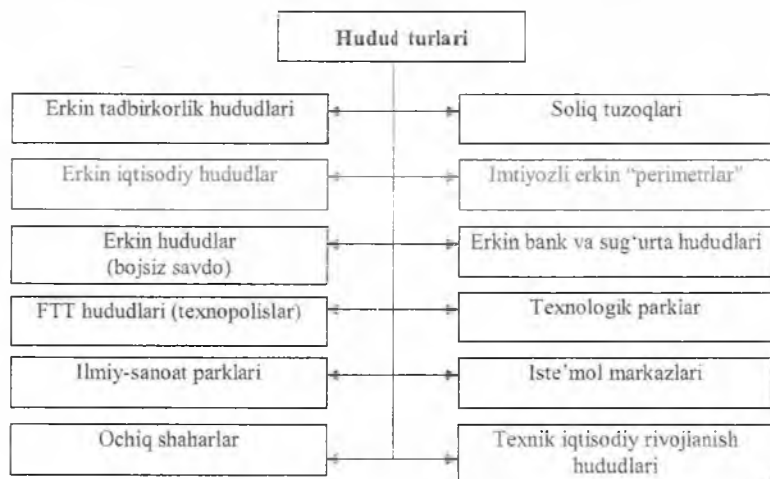 Hudud turlari
Erkin tadbirkorlik hududlari
Soliq tuzoqlari
Erkin iqtisodiy hududlar
Imtiyozli erkin “perimetrlar”
Erkin hududlar
(bojsiz savdo)
Erkin bank va sug‘urta hududlari
FTT hududlari (texnopolislar)
Texnologik parklar
Ilmiy-sanoat parklari
Iste’mol markazlari
Ochiq shaharlar
Texnik iqtisodiy rivojlanish
hududlari